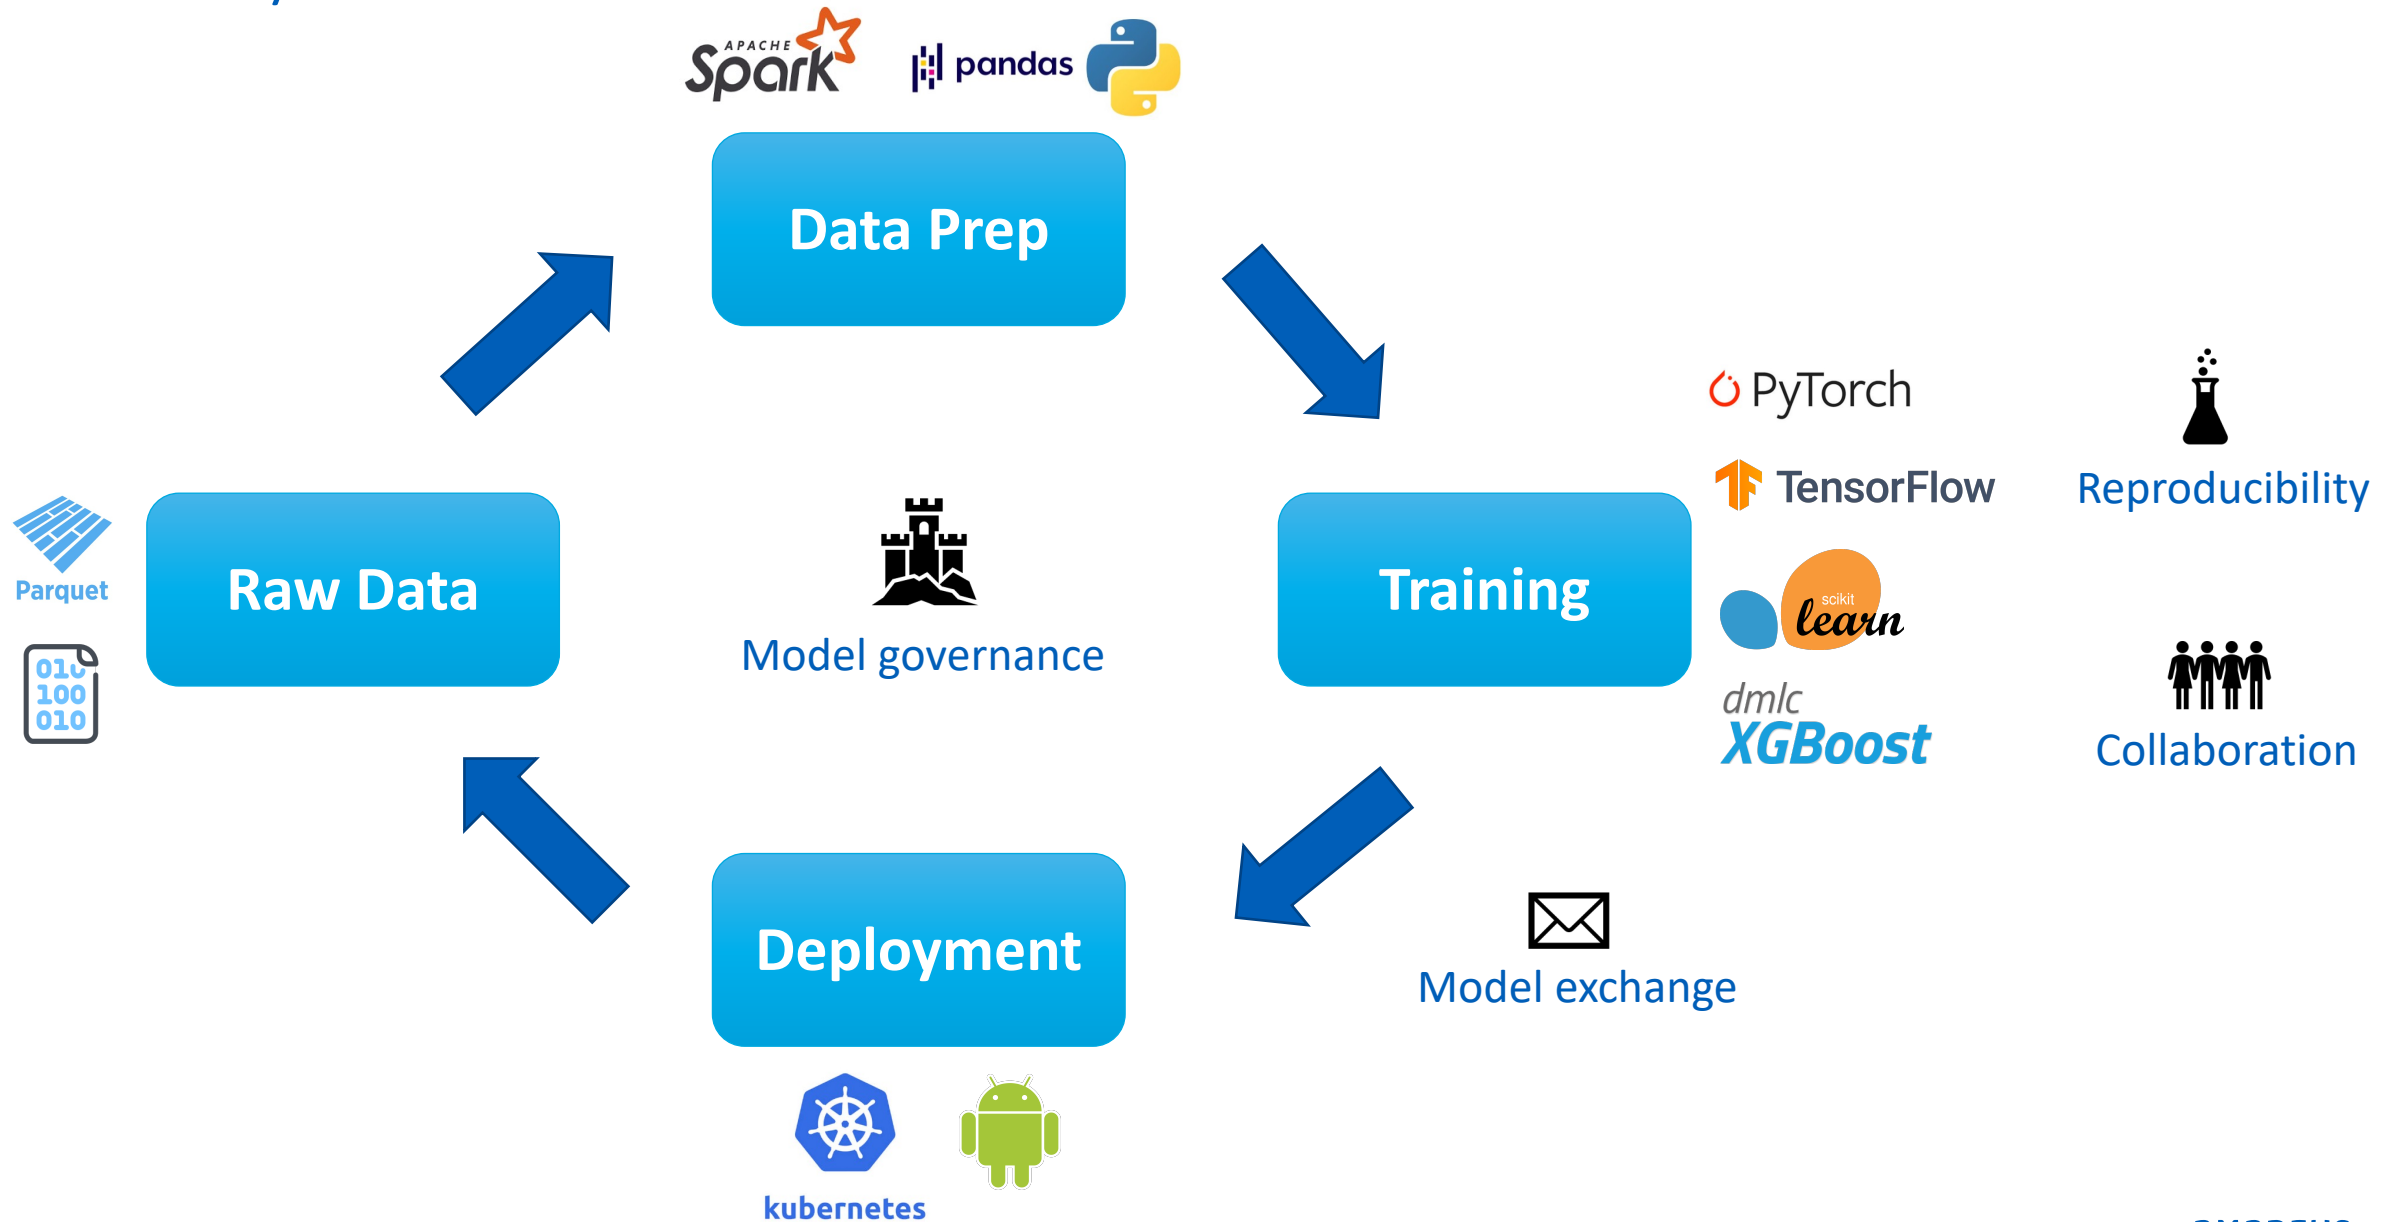 APACHE
Spark
pandas
Data Prep
PyTorch
TensorFlow
Reproducibility
Parquet
Raw Data
Training
scikit
learn
010
100
010
Model governance
dmlc
XGBoost
Collaboration
Deployment
Model exchange
kubernetes